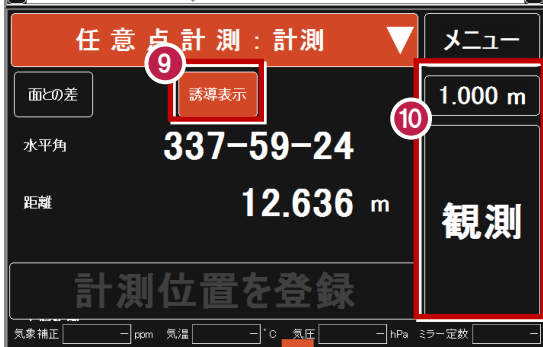 任意点計測:計測 ▼ メニュー
⑨
面との差 誘導表示 1.000 m
⑩
水平角 337-59-24
距離 12.636 m
観測
計測位置を登録
気象補正 - ppm 気温 - °C 気圧 - hPa ミラー定数 -